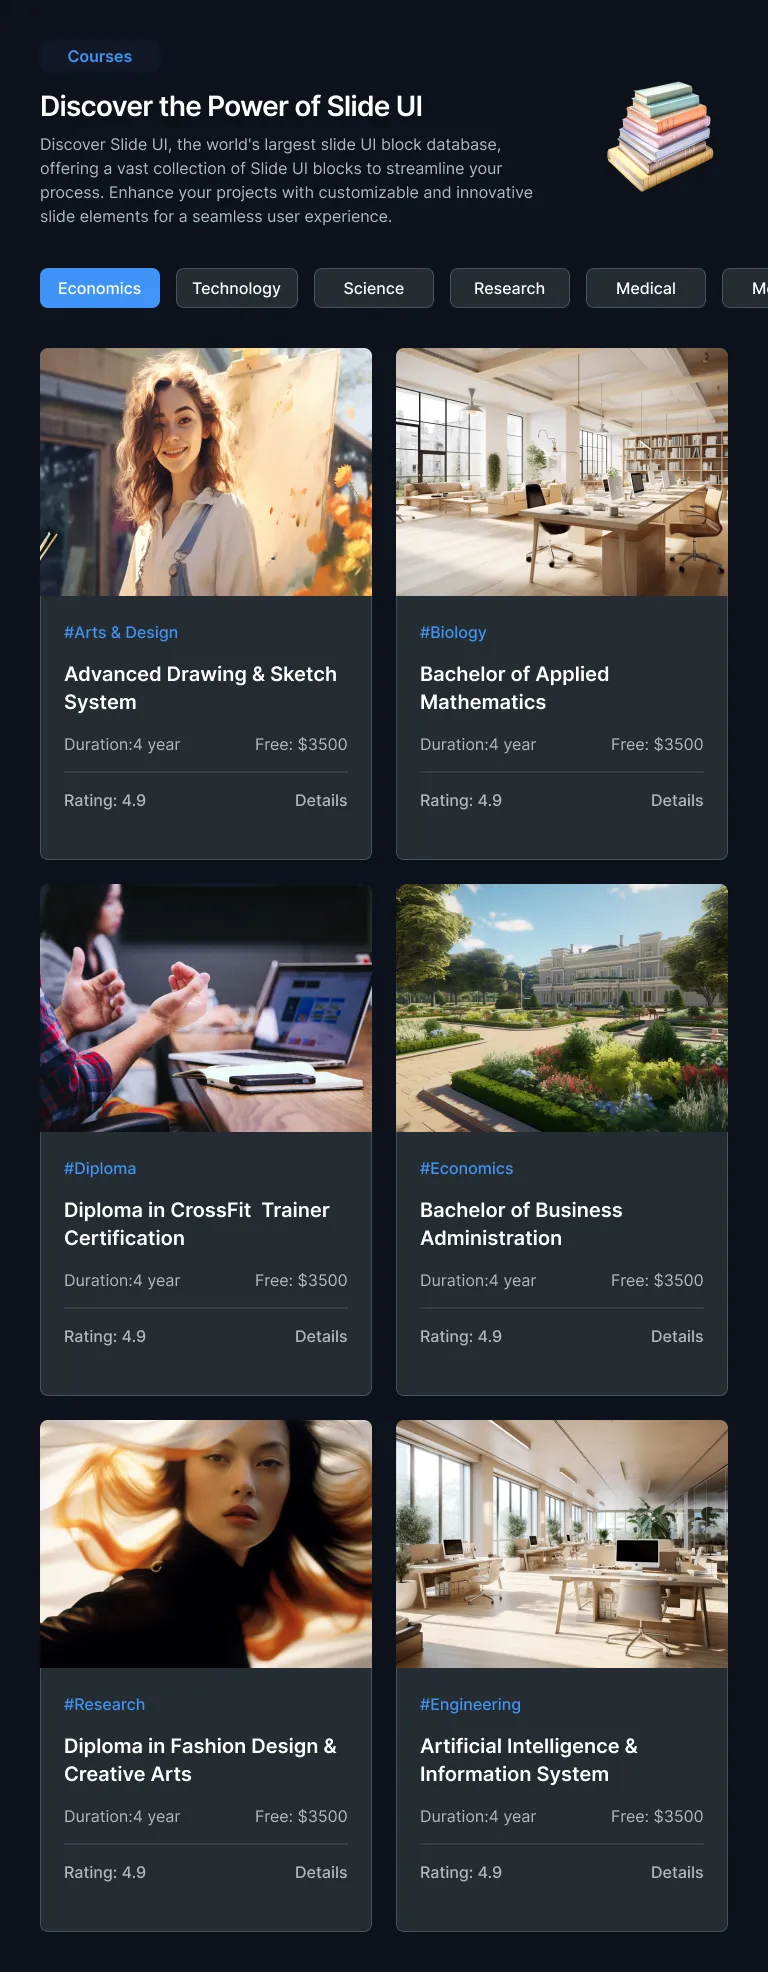 Courses
Discover the Power of Slide UI
Discover Slide UI, the world's largest slide UI block database,
offering a vast collection of Slide UI blocks to streamline your
process. Enhance your projects with customizable and innovative
slide elements for a seamless user experience.
Economics Technology Science Research Medical
#Arts & Design
Advanced Drawing & Sketch
System
Duration:4 year Free: $3500
Rating: 4.9 Details
#Biology
Bachelor of Applied
Mathematics
Duration:4 year Free: $3500
Rating: 4.9 Details
#Diploma
Diploma in CrossFit  Trainer
Certification
Duration:4 year Free: $3500
Rating: 4.9 Details
#Economics
Bachelor of Business
Administration
Duration:4 year Free: $3500
Rating: 4.9 Details
#Research
Diploma in Fashion Design &
Creative Arts
Duration:4 year Free: $3500
Rating: 4.9 Details
#Engineering
Artificial Intelligence &
Information System
Duration:4 year Free: $3500
Rating: 4.9 Details